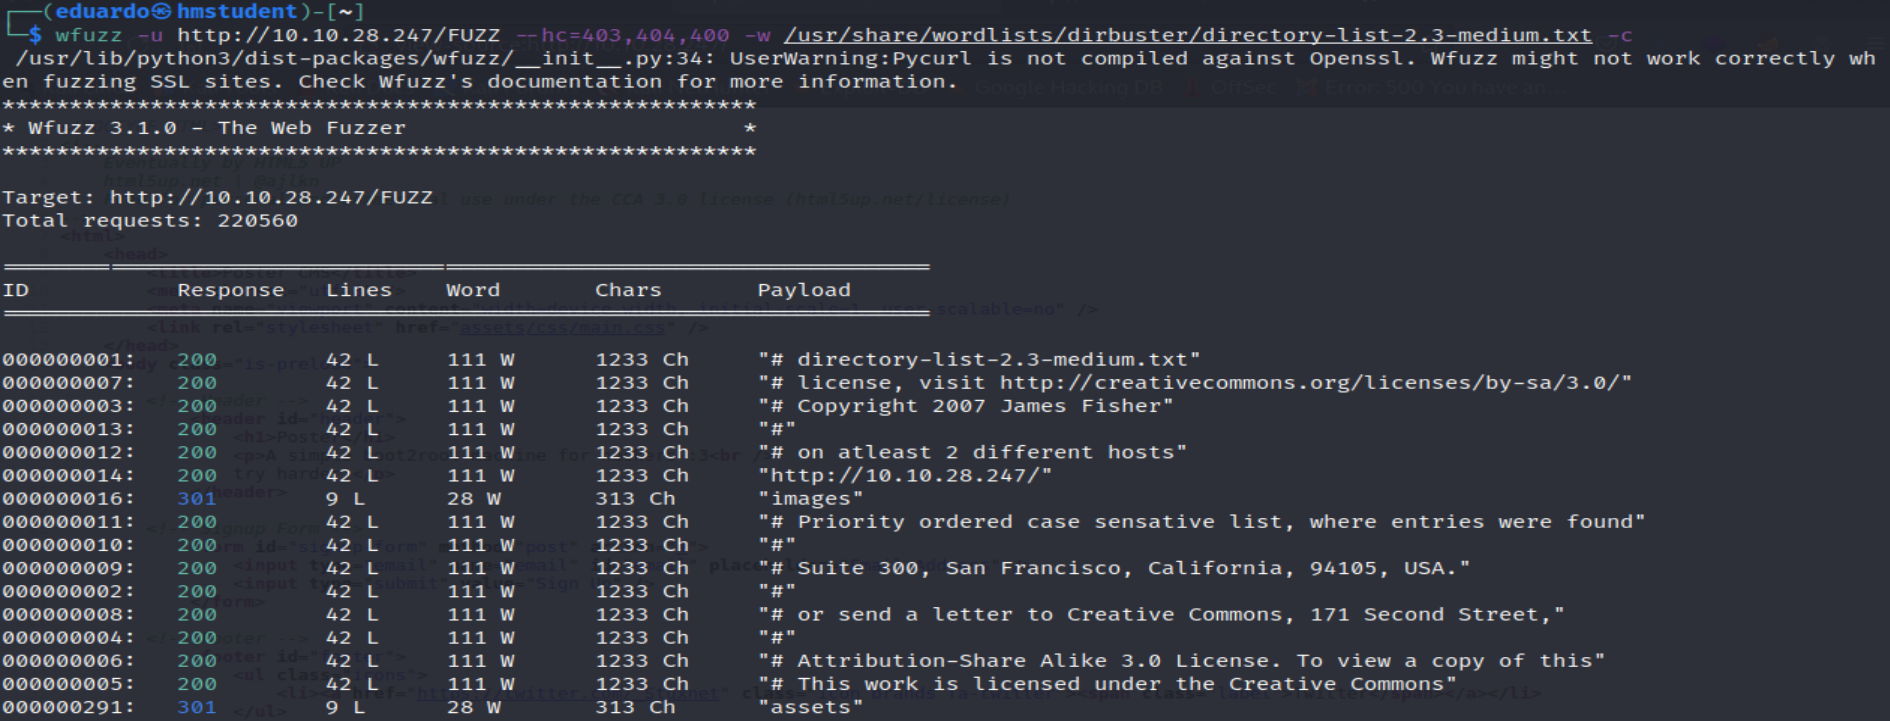 (eduardo㉿hmstudent)-[~]
$ wfuzz -u http://10.10.28.247/FUZZ --hc=403,404,400 -w /usr/share/wordlists/dirbuster/directory-list-2.3-medium.txt -c
/usr/lib/python3/dist-packages/wfuzz/__init__.py:34: UserWarning:Pycurl is not compiled against Openssl. Wfuzz might not work correctly wh
en fuzzing SSL sites. Check Wfuzz's documentation for more information.
********************************************************
* Wfuzz 3.1.0 - The Web Fuzzer                         *
********************************************************
Target: http://10.10.28.247/FUZZ
Total requests: 220560
ID Response Lines Word Chars Payload
000000001: 200 42 L 111 W 1233 Ch "# directory-list-2.3-medium.txt"
000000007: 200 42 L 111 W 1233 Ch "# license, visit http://creativecommons.org/licenses/by-sa/3.0/"
000000003: 200 42 L 111 W 1233 Ch "# Copyright 2007 James Fisher"
000000013: 200 42 L 111 W 1233 Ch "#"
000000012: 200 42 L 111 W 1233 Ch "# on atleast 2 different hosts"
000000014: 200 42 L 111 W 1233 Ch "http://10.10.28.247/"
000000016: 301 9 L 28 W 313 Ch "images"
000000011: 200 42 L 111 W 1233 Ch "# Priority ordered case sensative list, where entries were found"
000000010: 200 42 L 111 W 1233 Ch "#"
000000009: 200 42 L 111 W 1233 Ch "# Suite 300, San Francisco, California, 94105, USA."
000000002: 200 42 L 111 W 1233 Ch "#"
000000008: 200 42 L 111 W 1233 Ch "# or send a letter to Creative Commons, 171 Second Street,"
000000004: 200 42 L 111 W 1233 Ch "#"
000000006: 200 42 L 111 W 1233 Ch "# Attribution-Share Alike 3.0 License. To view a copy of this"
000000005: 200 42 L 111 W 1233 Ch "# This work is licensed under the Creative Commons"
000000291: 301 9 L 28 W 313 Ch "assets"